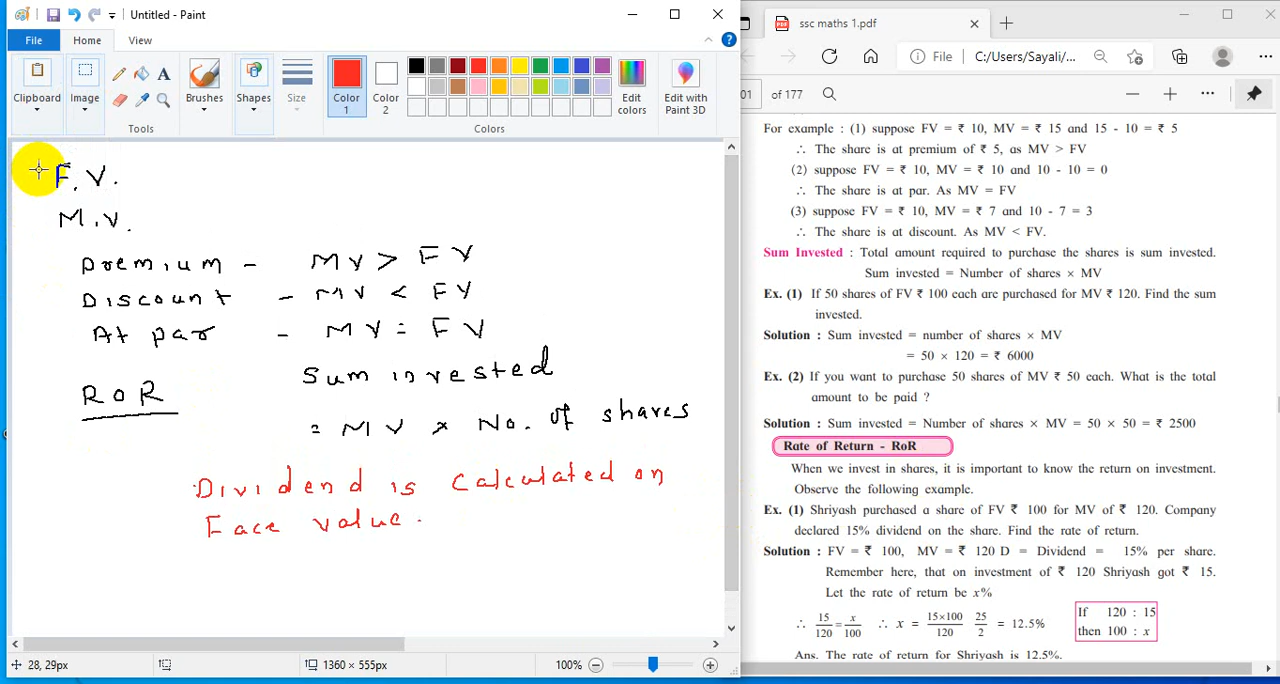 Untitled - Paint
File Home View
Clipboard
Image
Tools
Brushes
Shapes
Size
Color 1
Color 2
Edit colors
Edit with Paint 3D
Colors
F.V.
M.V.
Premium - MV > FV
Discount - MV < FV
At par - MV = FV
Sum invested
ROR
= MV × No. of shares
Dividend is calculated on
Face value.
28, 29px
1360 × 555px
100%
ssc maths 1.pdf
File C:/Users/Sayali/...
01 of 177
For example : (1) suppose FV = ₹ 10, MV = ₹ 15 and 15 - 10 = ₹ 5
∴ The share is at premium of ₹ 5, as MV > FV
(2) suppose FV = ₹ 10, MV = ₹ 10 and 10 - 10 = 0
∴ The share is at par. As MV = FV
(3) suppose FV = ₹ 10, MV = ₹ 7 and 10 - 7 = 3
∴ The share is at discount. As MV < FV.
Sum Invested : Total amount required to purchase the shares is sum invested.
Sum invested = Number of shares × MV
Ex. (1) If 50 shares of FV ₹ 100 each are purchased for MV ₹ 120. Find the sum
invested.
Solution : Sum invested = number of shares × MV
= 50 × 120 = ₹ 6000
Ex. (2) If you want to purchase 50 shares of MV ₹ 50 each. What is the total
amount to be paid ?
Solution : Sum invested = Number of shares × MV = 50 × 50 = ₹ 2500
Rate of Return - RoR
When we invest in shares, it is important to know the return on investment.
Observe the following example.
Ex. (1) Shriyash purchased a share of FV ₹ 100 for MV of ₹ 120. Company
declared 15% dividend on the share. Find the rate of return.
Solution : FV = ₹ 100, MV = ₹ 120 D = Dividend = 15% per share.
Remember here, that on investment of ₹ 120 Shriyash got ₹ 15.
Let the rate of return be x%
∴ 15/120 = x/100 ∴ x = 15×100/120 25/2 = 12.5%
If 120 : 15
then 100 : x
Ans. The rate of return for Shriyash is 12.5%.